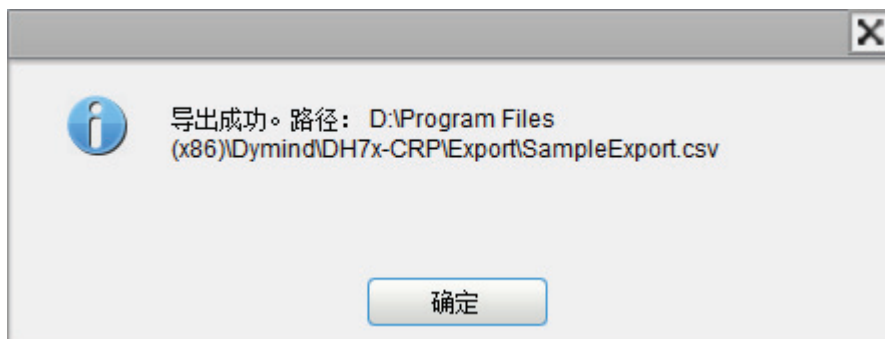 导出成功。路径： D:\Program Files
(x86)\Dymind\DH7x-CRP\Export\SampleExport.csv
确定